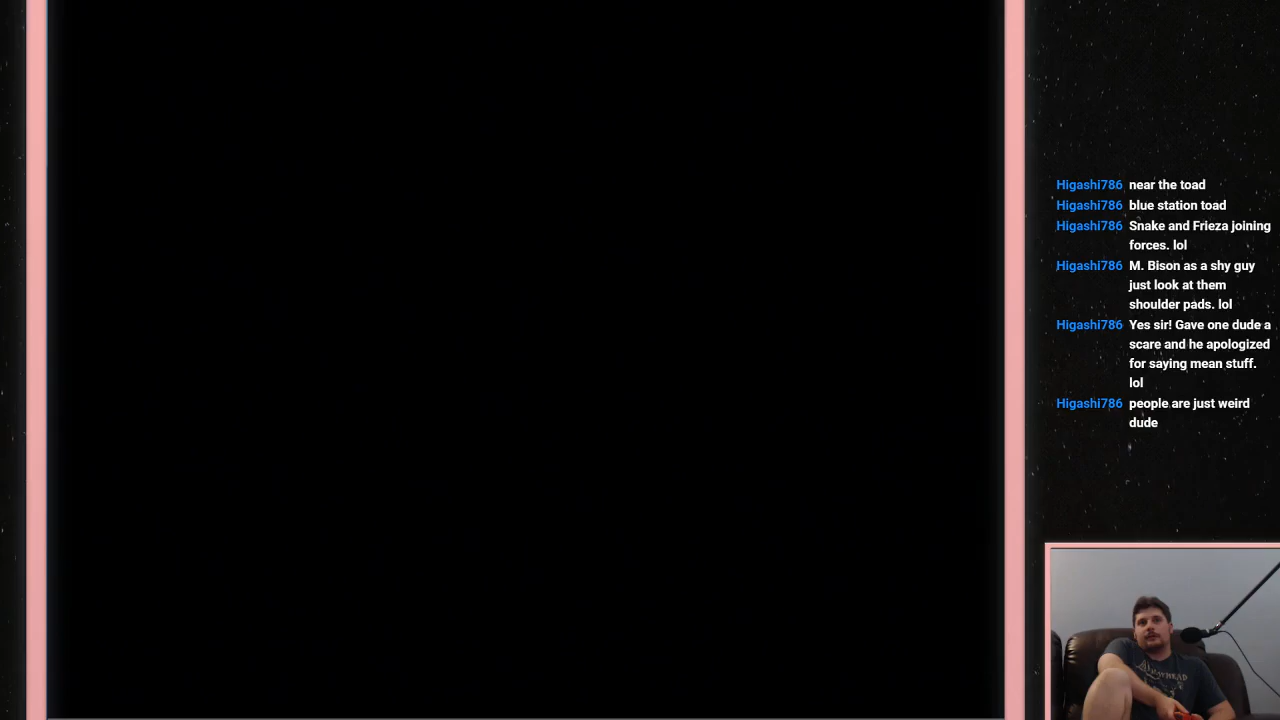 Higashi786 near the toad
Higashi786 blue station toad
Higashi786 Snake and Frieza joining
forces. lol
Higashi786 M. Bison as a shy guy
just look at them
shoulder pads. lol
Higashi786 Yes sir! Gave one dude a
scare and he apologized
for saying mean stuff.
lol
Higashi786 people are just weird
dude